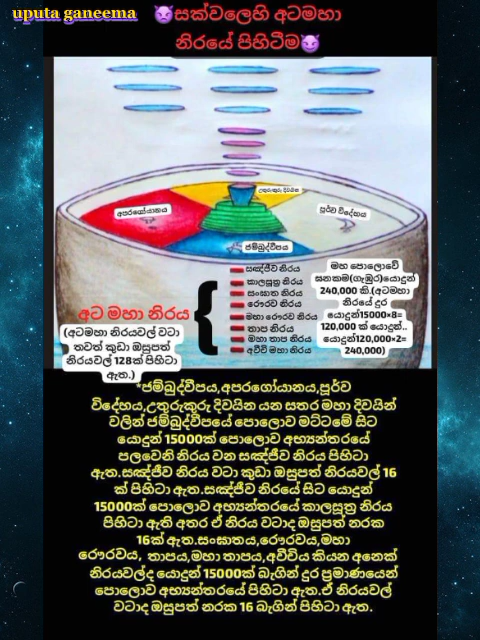 uputa ganeema
😈සක්වලෙහි අටමහා
නිරයේ පිහිටීම😈
උතුරුකුරු දිවයින
අපරගෝයානය
පූර්ව විදේහය
ජම්බුද්වීපය
සඤ්ජීව නිරය
කාලසූත්‍ර නිරය
සංඝාත නිරය
රෞරව නිරය
මහා රෞරව නිරය
තාප නිරය
මහා තාප නිරය
අවීචි මහා නිරය
අට මහා නිරය
(අටමහා නිරයවල් වටා
තවත් කුඩා ඔසුපත්
නිරයවල් 128ක් පිහිටා
ඇත.)
මහ පොලොවේ
ඝනකම(ගැඹුර)යොදුන්
240,000 කි.(අටමහා
නිරයේ දුර
යොදුන්15000×8=
120,000 ක් යොදුන්..
යොදුන්120,000×2=
240,000)
*ජම්බුද්වීපය,අපරගෝයානය,පූර්ව
විදේහය,උතුරුකුරු දිවයින යන සතර මහා දිවයින්
වලින් ජම්බුද්වීපයේ පොලොව මට්ටමේ සිට
යොදුන් 15000ක් පොලොව අභ්‍යන්තරයේ
පලවෙනි නිරය වන සඤ්ජීව නිරය පිහිටා
ඇත.සඤ්ජීව නිරය වටා කුඩා ඔසුපත් නිරයවල් 16
ක් පිහිටා ඇත.සඤ්ජීව නිරයේ සිට යොදුන්
15000ක් පොලොව අභ්‍යන්තරයේ කාලසූත්‍ර නිරය
පිහිටා ඇති අතර ඒ නිරය වටාද ඔසුපත් නරක
16ක් ඇත.සංඝාතය,රෞරවය,මහා
රෞරවය, තාපය,මහා තාපය,අවීචිය කියන අනෙක්
නිරයවල්ද යොදුන් 15000ක් බැගින් දුර ප්‍රමාණයෙන්
පොලොව අභ්‍යන්තරයේ පිහිටා ඇත.ඒ නිරයවල්
වටාද ඔසුපත් නරක 16 බැගින් පිහිටා ඇත.